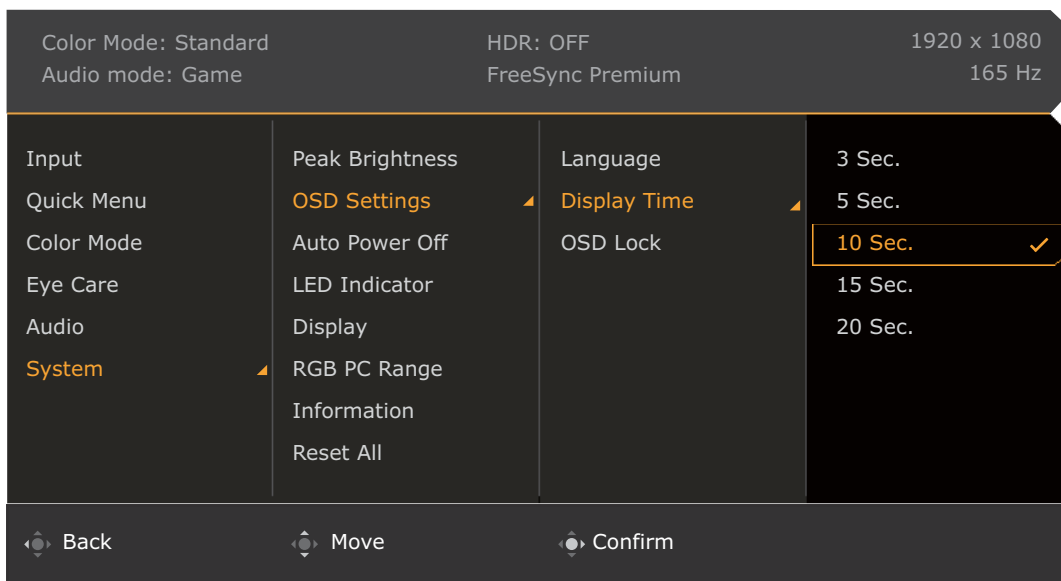 Color Mode: Standard
Audio mode: Game
HDR: OFF
FreeSync Premium
1920 x 1080
165 Hz
Input
Quick Menu
Color Mode
Eye Care
Audio
System
Peak Brightness
OSD Settings
Auto Power Off
LED Indicator
Display
RGB PC Range
Information
Reset All
Language
Display Time
OSD Lock
3 Sec.
5 Sec.
10 Sec.
15 Sec.
20 Sec.
Back
Move
Confirm